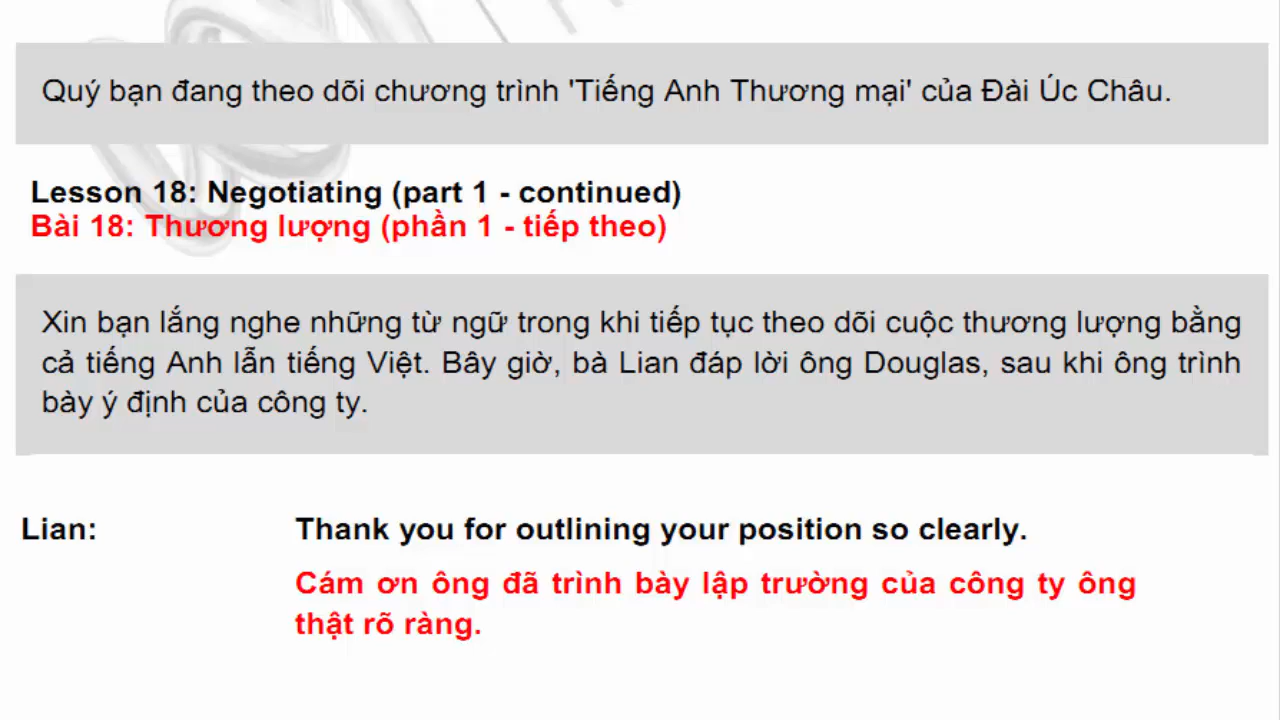 Quý bạn đang theo dõi chương trình 'Tiếng Anh Thương mại' của Đài Úc Châu.
Lesson 18: Negotiating (part 1 - continued)
Bài 18: Thương lượng (phần 1 - tiếp theo)
Xin bạn lắng nghe những từ ngữ trong khi tiếp tục theo dõi cuộc thương lượng bằng
cả tiếng Anh lẫn tiếng Việt. Bây giờ, bà Lian đáp lời ông Douglas, sau khi ông trình
bày ý định của công ty.
Lian: Thank you for outlining your position so clearly.
Cám ơn ông đã trình bày lập trường của công ty ông
thật rõ ràng.